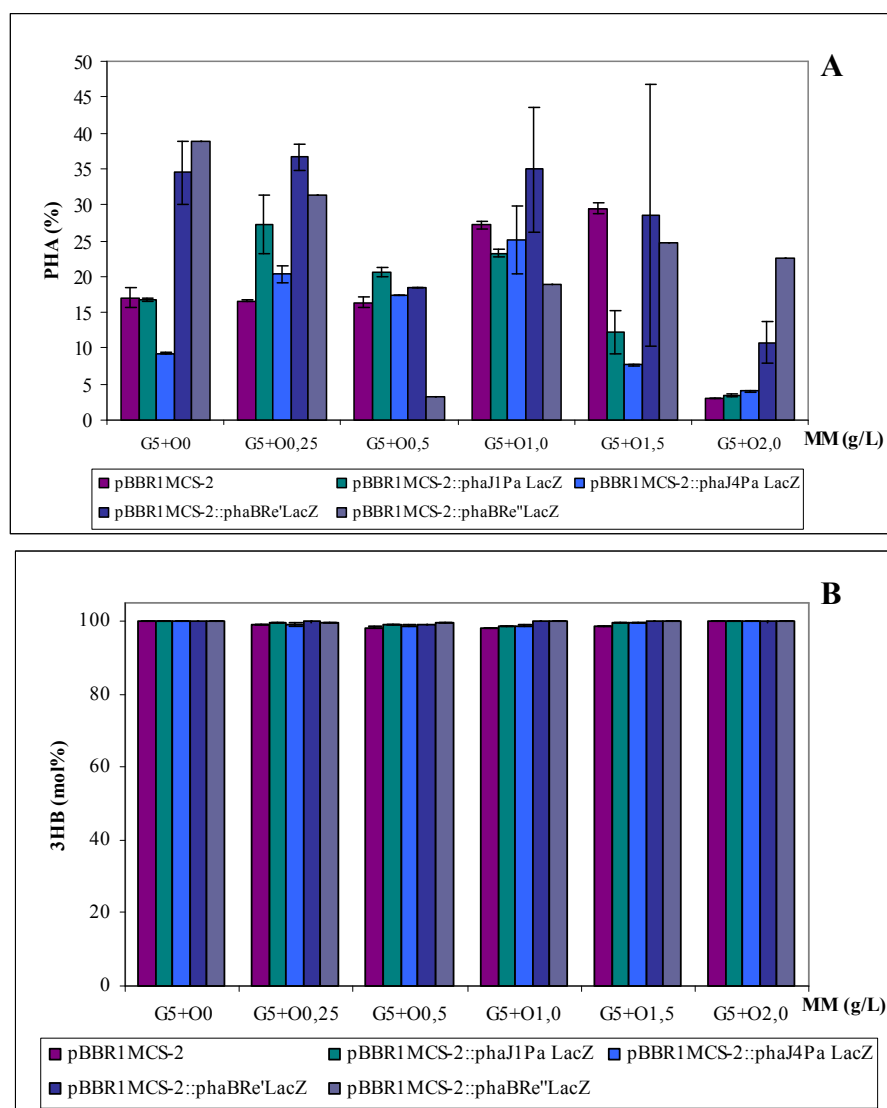 A
PHA (%)
50
45
40
35
30
25
20
15
10
5
0
G5+O0 G5+O0,25 G5+O0,5 G5+O1,0 G5+O1,5 G5+O2,0 MM (g/L)
pBBR1MCS-2 pBBR1MCS-2::phaJ1Pa LacZ pBBR1MCS-2::phaJ4Pa LacZ
pBBR1MCS-2::phaBRe'LacZ pBBR1MCS-2::phaBRe"LacZ
B
3HB (mol%)
100
80
60
40
20
0
G5+O0 G5+O0,25 G5+O0,5 G5+O1,0 G5+O1,5 G5+O2,0 MM (g/L)
pBBR1MCS-2 pBBR1MCS-2::phaJ1Pa LacZ pBBR1MCS-2::phaJ4Pa LacZ
pBBR1MCS-2::phaBRe'LacZ pBBR1MCS-2::phaBRe"LacZ